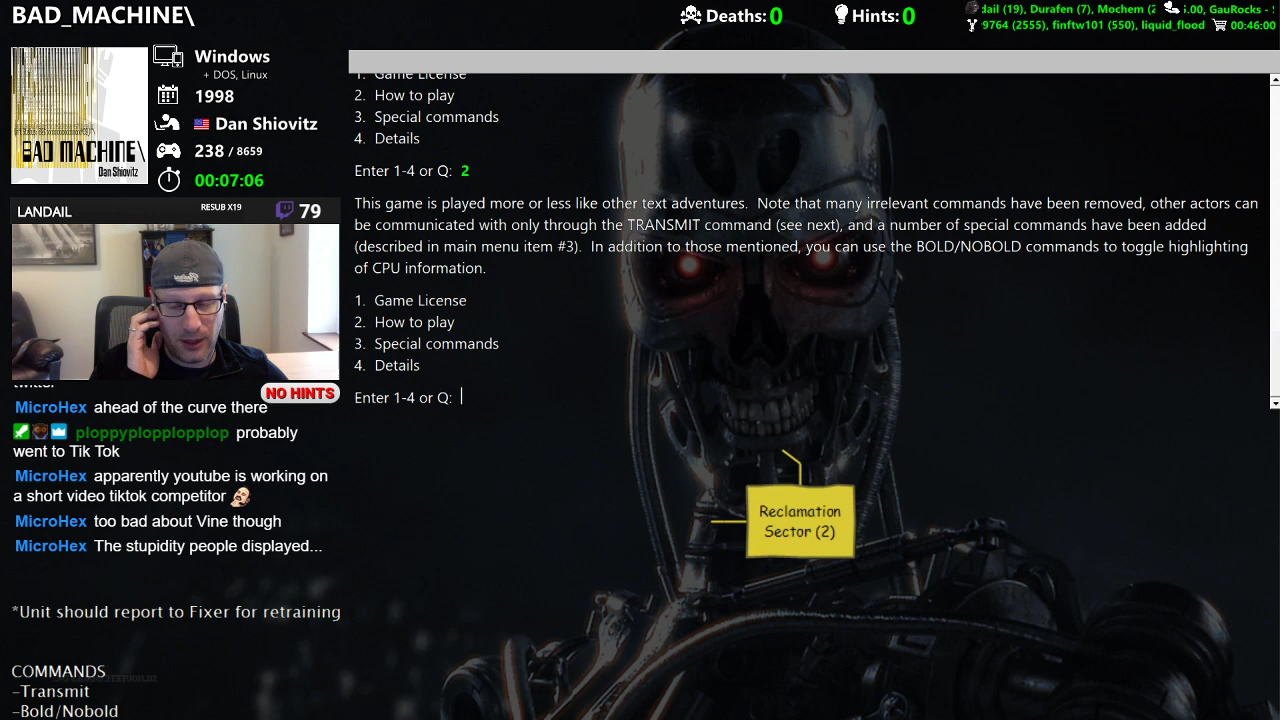 BAD_MACHINE\
Deaths: 0
Hints: 0
dail (19), Durafen (7), Mochem (2
5.00, GauRocks -
9764 (2555), finftw101 (550), liquid_flood
00:46:00
BAD MACHINE\
Dan Shiovitz
Windows
+ DOS, Linux
1998
Dan Shiovitz
238 / 8659
00:07:06
LANDAIL
RESUB X19
79
1. Game License
2. How to play
3. Special commands
4. Details
Enter 1-4 or Q: 2
This game is played more or less like other text adventures. Note that many irrelevant commands have been removed, other actors can
be communicated with only through the TRANSMIT command (see next), and a number of special commands have been added
(described in main menu item #3). In addition to those mentioned, you can use the BOLD/NOBOLD commands to toggle highlighting
of CPU information.
1. Game License
2. How to play
3. Special commands
4. Details
Enter 1-4 or Q:
Reclamation
Sector (2)
twitter
NO HINTS
MicroHex ahead of the curve there
ploppyplopplopplop probably
went to Tik Tok
MicroHex apparently youtube is working on
a short video tiktok competitor
MicroHex too bad about Vine though
MicroHex The stupidity people displayed...
*Unit should report to Fixer for retraining
COMMANDS
-Transmit
-Bold/Nobold